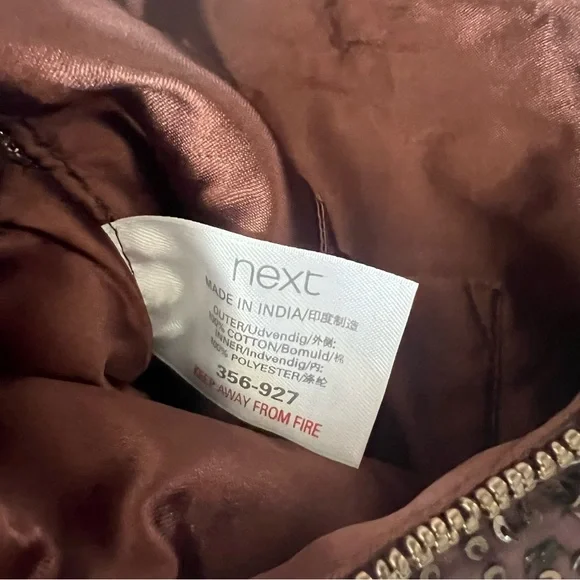 next
MADE IN INDIA/印度制造
OUTER/Udvendig/外侧:
100% COTTON/Bomuld/棉
INNER/Indvendig/内:
100% POLYESTER/涤纶
356-927
KEEP AWAY FROM FIRE